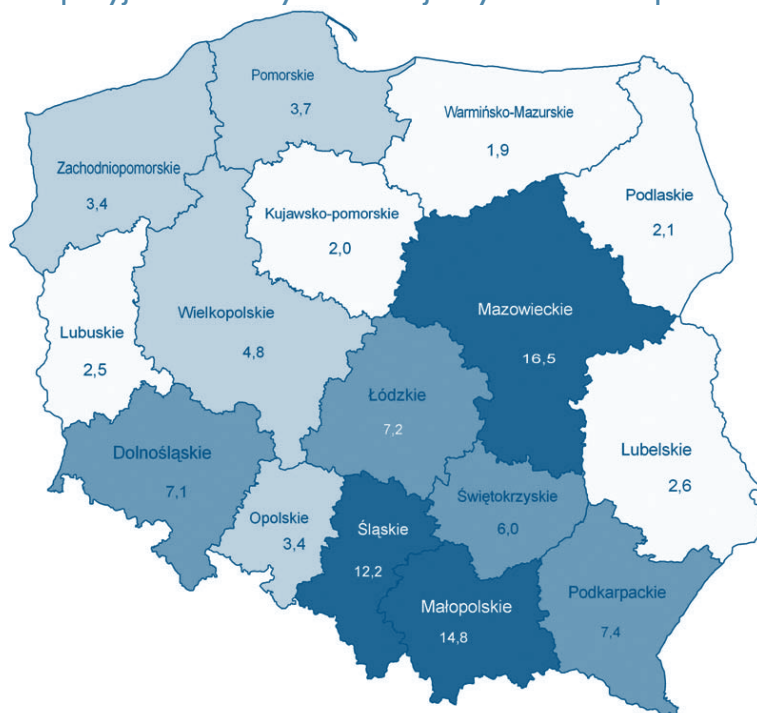 Pomorskie
3,7
Warmińsko-Mazurskie
1,9
Zachodniopomorskie
3,4
Podlaskie
2,1
Kujawsko-pomorskie
2,0
Mazowieckie
16,5
Wielkopolskie
4,8
Lubuskie
2,5
Łódzkie
7,2
Dolnośląskie
7,1
Lubelskie
2,6
Świętokrzyskie
6,0
Opolskie
3,4
Śląskie
12,2
Małopolskie
14,8
Podkarpackie
7,4